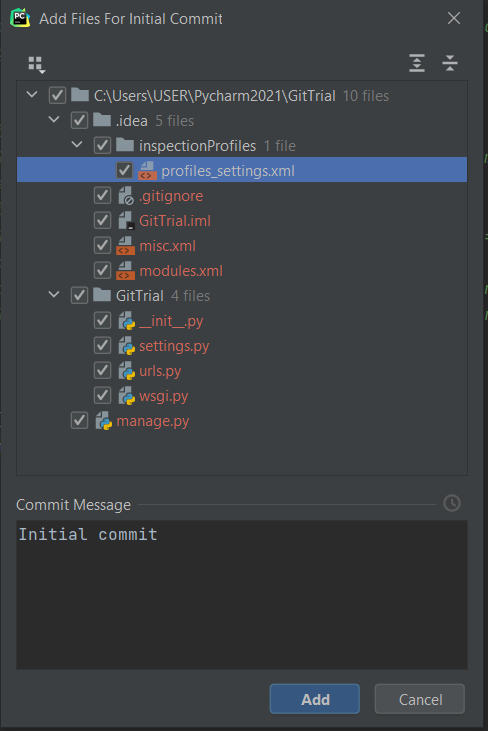 PC
Add Files For Initial Commit
C:\Users\USER\Pycharm2021\GitTrial 10 files
.idea 5 files
inspectionProfiles 1 file
profiles_settings.xml
.gitignore
GitTrial.iml
misc.xml
modules.xml
GitTrial 4 files
__init__.py
settings.py
urls.py
wsgi.py
manage.py
Commit Message
Initial commit
Add
Cancel